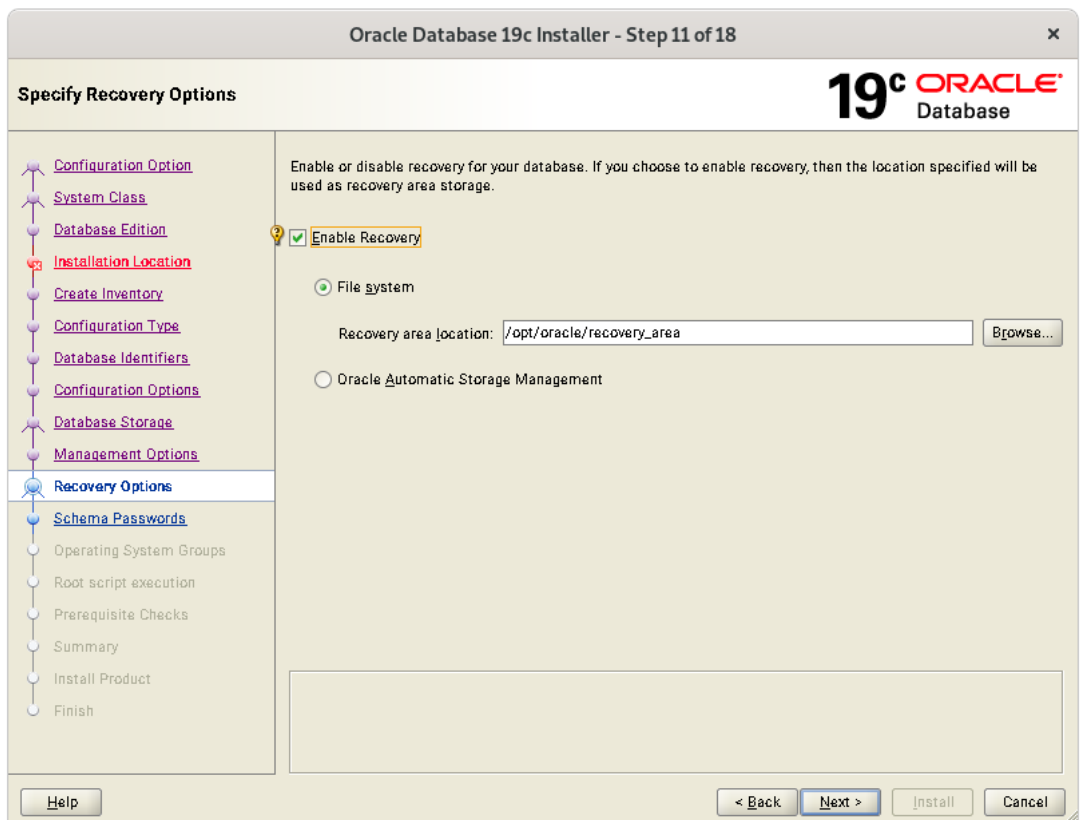 Oracle Database 19c Installer - Step 11 of 18
×
Specify Recovery Options
19c ORACLE
Database
Configuration Option
System Class
Database Edition
Installation Location
Create Inventory
Configuration Type
Database Identifiers
Configuration Options
Database Storage
Management Options
Recovery Options
Schema Passwords
Operating System Groups
Root script execution
Prerequisite Checks
Summary
Install Product
Finish
Enable or disable recovery for your database. If you choose to enable recovery, then the location specified will be
used as recovery area storage.
Enable Recovery
File system
Recovery area location: /opt/oracle/recovery_area Browse...
Oracle Automatic Storage Management
Help < Back Next > Install Cancel